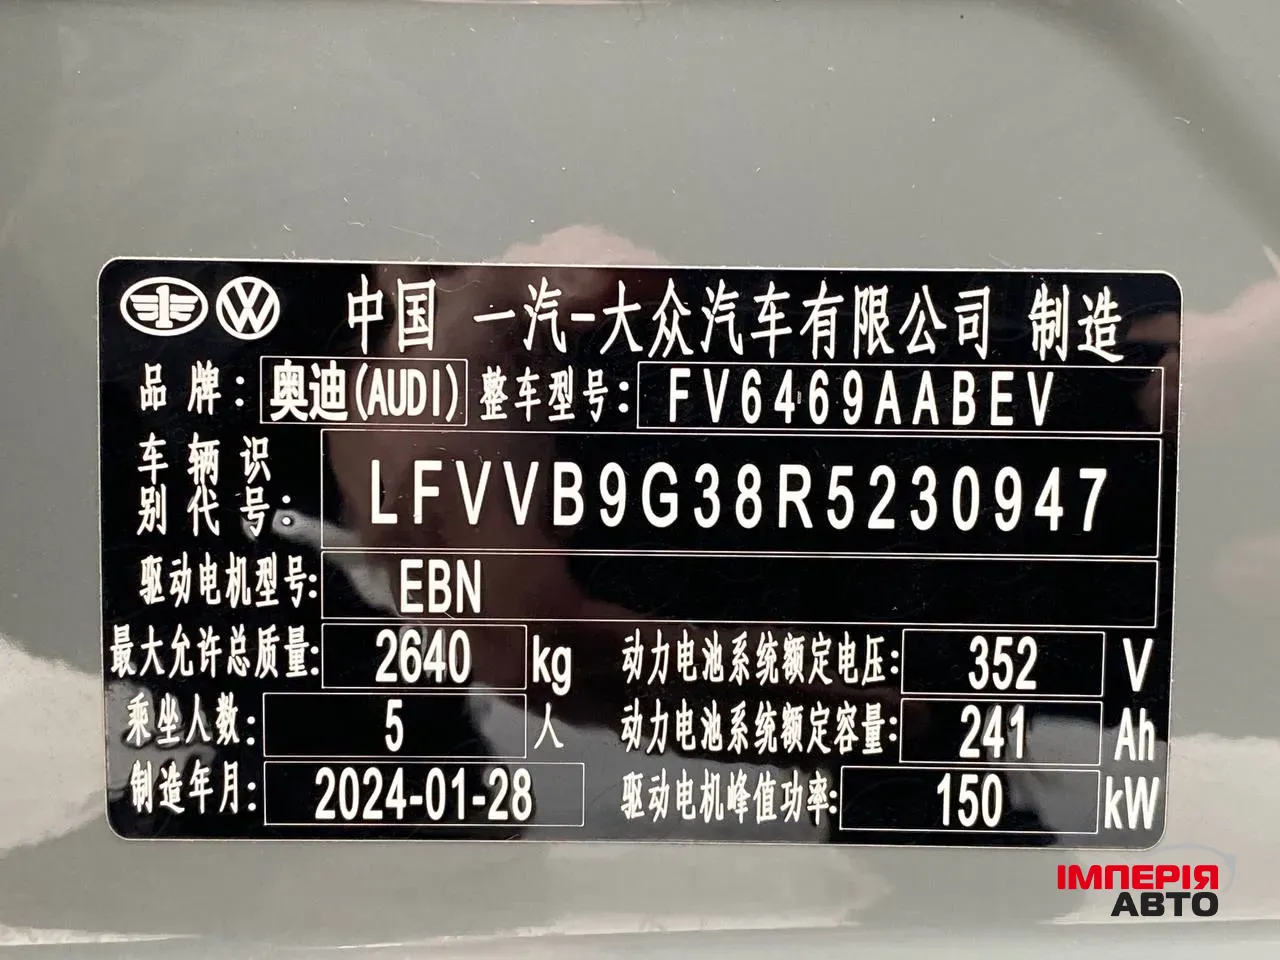 中国 一汽-大众汽车有限公司 制造
品牌: 奥迪(AUDI) 整车型号: FV6469AABEV
车辆识别代号: LFVVB9G38R5230947
驱动电机型号: EBN
最大允许总质量: 2640 kg 动力电池系统额定电压: 352 V
乘坐人数: 5 人 动力电池系统额定容量: 241 Ah
制造年月: 2024-01-28 驱动电机峰值功率: 150 kW
ІМПЕРІЯ
АВТО